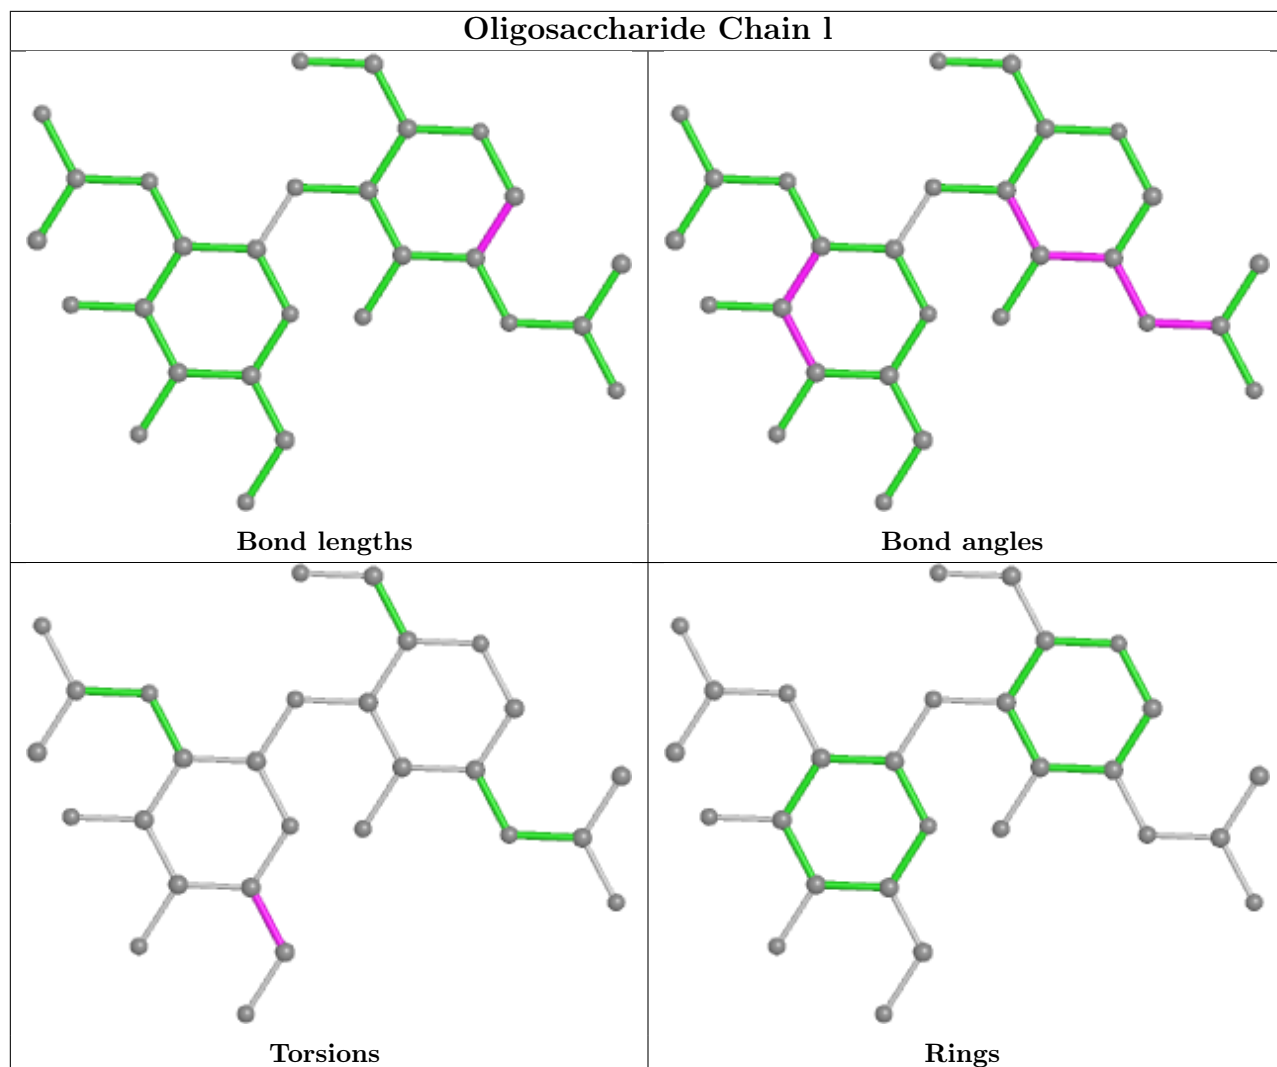 Oligosaccharide Chain l
Bond lengths
Bond angles
Torsions
Rings